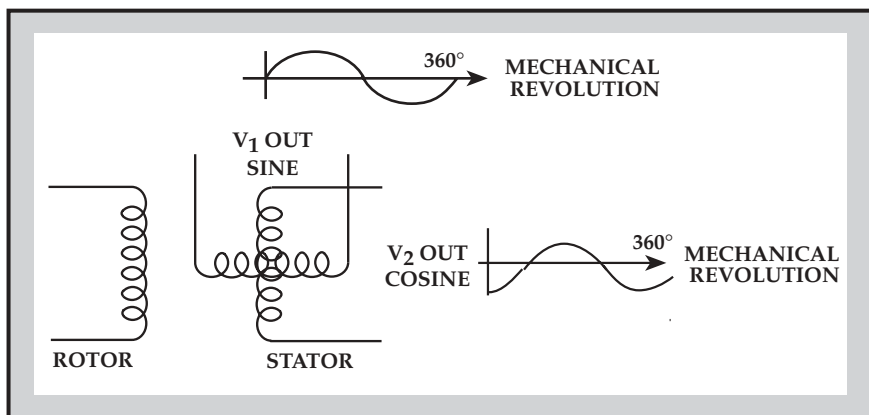 360°
MECHANICAL
REVOLUTION
V1 OUT
SINE
V2 OUT
COSINE
360°
MECHANICAL
REVOLUTION
ROTOR
STATOR